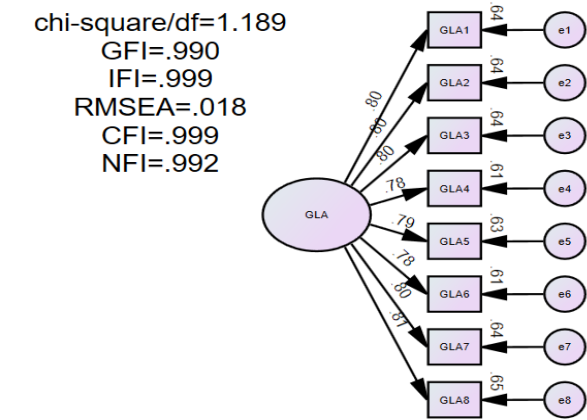 chi-square/df=1.189
GFI=.990
IFI=.999
RMSEA=.018
CFI=.999
NFI=.992
.64
GLA1
e1
.80
.64
GLA2
e2
.80
.64
GLA3
e3
.80
.61
GLA4
e4
.78
GLA
.63
GLA5
e5
.79
.61
GLA6
e6
.78
.64
GLA7
e7
.80
.65
GLA8
e8
.81